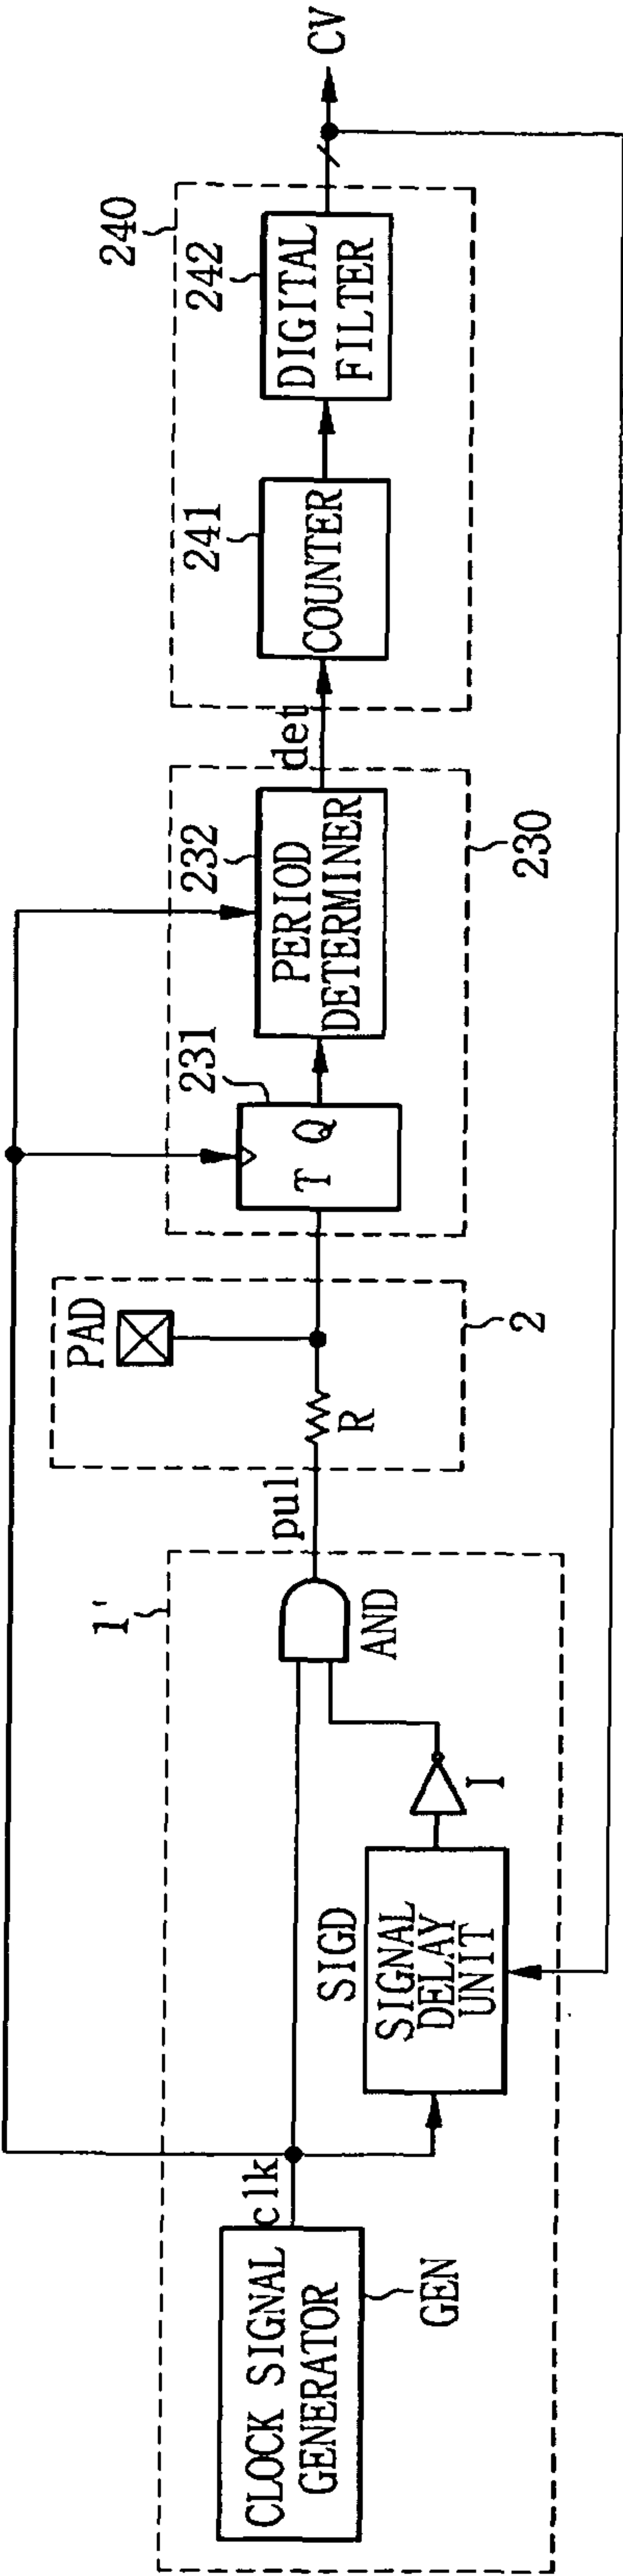 1'
CLOCK SIGNAL
GENERATOR
GEN
clk
SIGD
SIGNAL
DELAY
UNIT
I
AND
pul
PAD
R
2
231
T Q
232
PERIOD
DETERMINER
230
det
241
COUNTER
240
242
DIGITAL
FILTER
CV